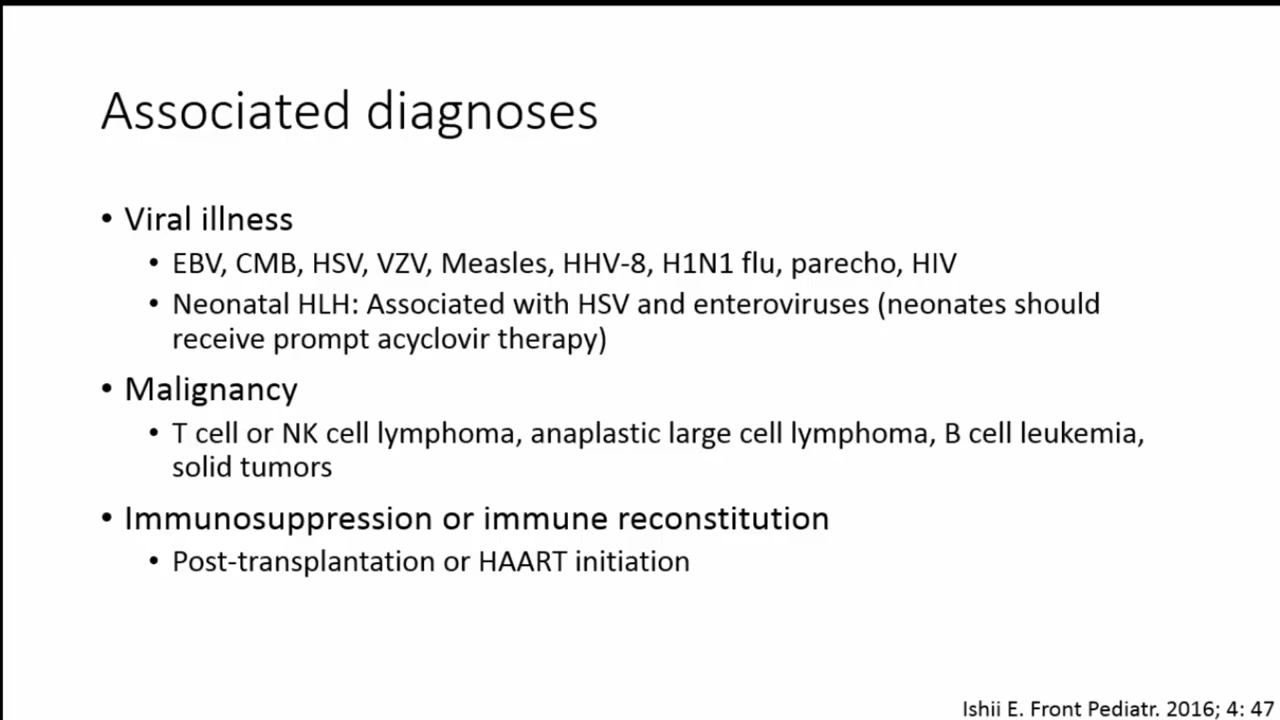 Associated diagnoses
• Viral illness
• EBV, CMB, HSV, VZV, Measles, HHV-8, H1N1 flu, parecho, HIV
• Neonatal HLH: Associated with HSV and enteroviruses (neonates should
receive prompt acyclovir therapy)
• Malignancy
• T cell or NK cell lymphoma, anaplastic large cell lymphoma, B cell leukemia,
solid tumors
• Immunosuppression or immune reconstitution
• Post-transplantation or HAART initiation
Ishii E. Front Pediatr. 2016; 4: 47